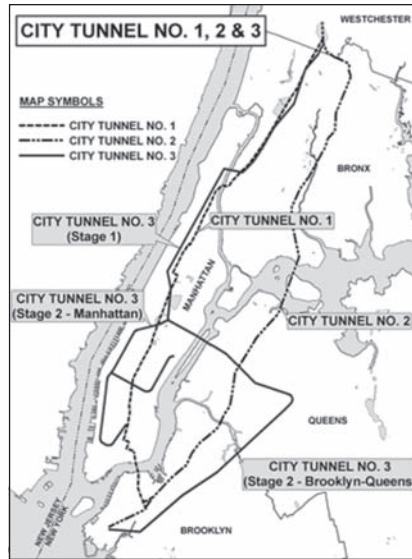 CITY TUNNEL NO. 1, 2 & 3
WESTCHESTER
MAP SYMBOLS
CITY TUNNEL NO. 1
CITY TUNNEL NO. 2
CITY TUNNEL NO. 3
BRONX
CITY TUNNEL NO. 3
(Stage 1)
CITY TUNNEL NO. 1
MANHATTAN
CITY TUNNEL NO. 3
(Stage 2 - Manhattan)
CITY TUNNEL NO. 2
QUEENS
CITY TUNNEL NO. 3
(Stage 2 - Brooklyn-Queens
NEW JERSEY
NEW YORK
BROOKLYN